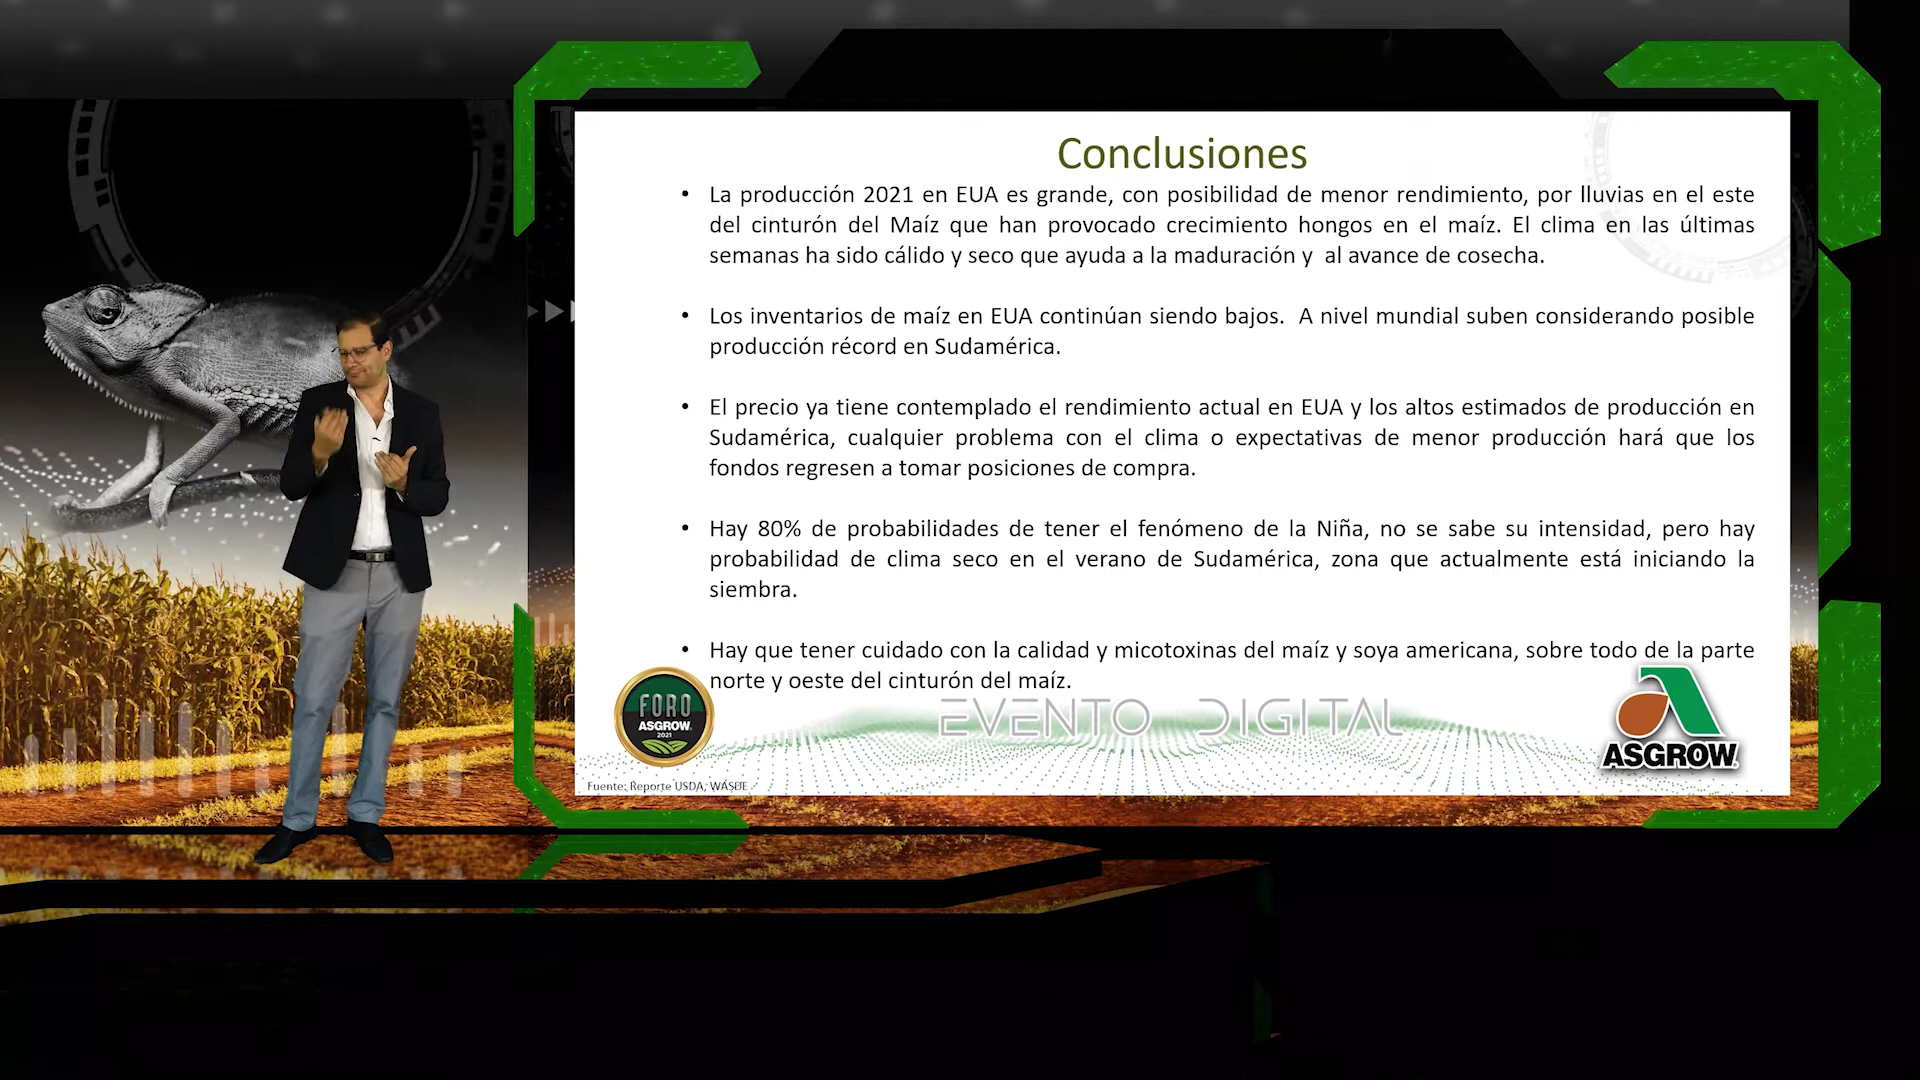 Conclusiones
• La producción 2021 en EUA es grande, con posibilidad de menor rendimiento, por lluvias en el este
del cinturón del Maíz que han provocado crecimiento hongos en el maíz. El clima en las últimas
semanas ha sido cálido y seco que ayuda a la maduración y  al avance de cosecha.
• Los inventarios de maíz en EUA continúan siendo bajos.  A nivel mundial suben considerando posible
producción récord en Sudamérica.
• El precio ya tiene contemplado el rendimiento actual en EUA y los altos estimados de producción en
Sudamérica, cualquier problema con el clima o expectativas de menor producción hará que los
fondos regresen a tomar posiciones de compra.
• Hay 80% de probabilidades de tener el fenómeno de la Niña, no se sabe su intensidad, pero hay
probabilidad de clima seco en el verano de Sudamérica, zona que actualmente está iniciando la
siembra.
• Hay que tener cuidado con la calidad y micotoxinas del maíz y soya americana, sobre todo de la parte
norte y oeste del cinturón del maíz.
FORO
ASGROW
2021
EVENTO DIGITAL
ASGROW
Fuente: Reporte USDA, WASDE